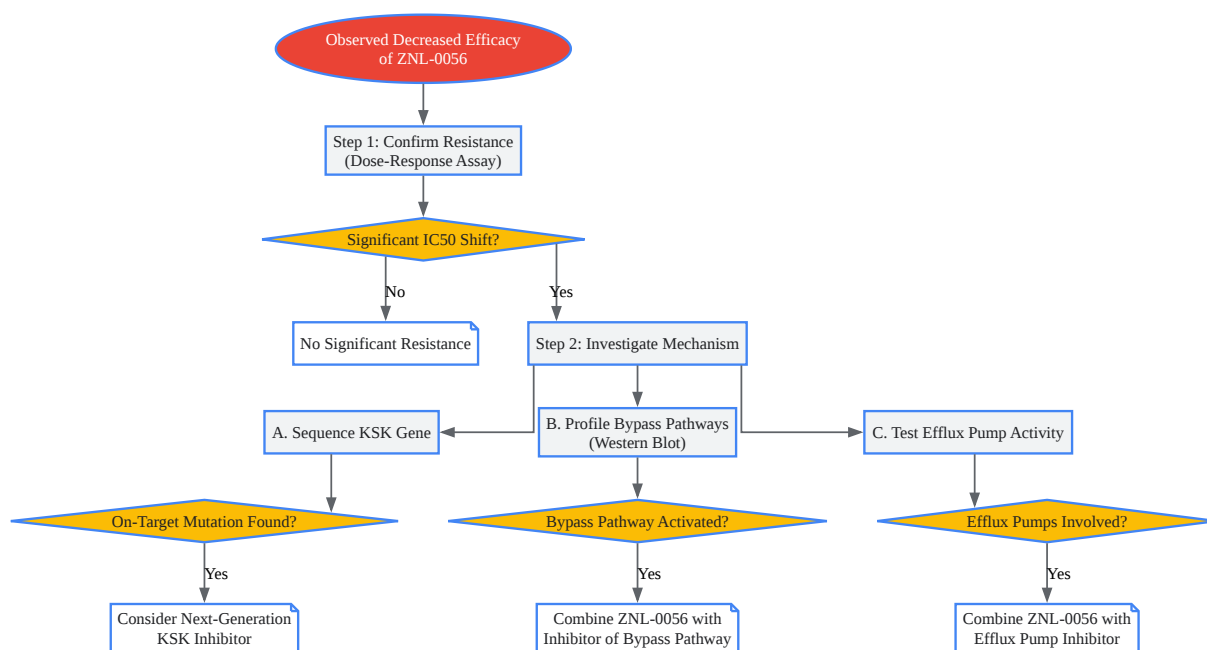 Observed Decreased Efficacy
of ZNL-0056
Step 1: Confirm Resistance
(Dose-Response Assay)
Significant IC50 Shift?
No
Yes
No Significant Resistance
Step 2: Investigate Mechanism
A. Sequence KSK Gene
B. Profile Bypass Pathways
(Western Blot)
C. Test Efflux Pump Activity
On-Target Mutation Found?
Bypass Pathway Activated?
Efflux Pumps Involved?
Yes
Yes
Yes
Consider Next-Generation
KSK Inhibitor
Combine ZNL-0056 with
Inhibitor of Bypass Pathway
Combine ZNL-0056 with
Efflux Pump Inhibitor